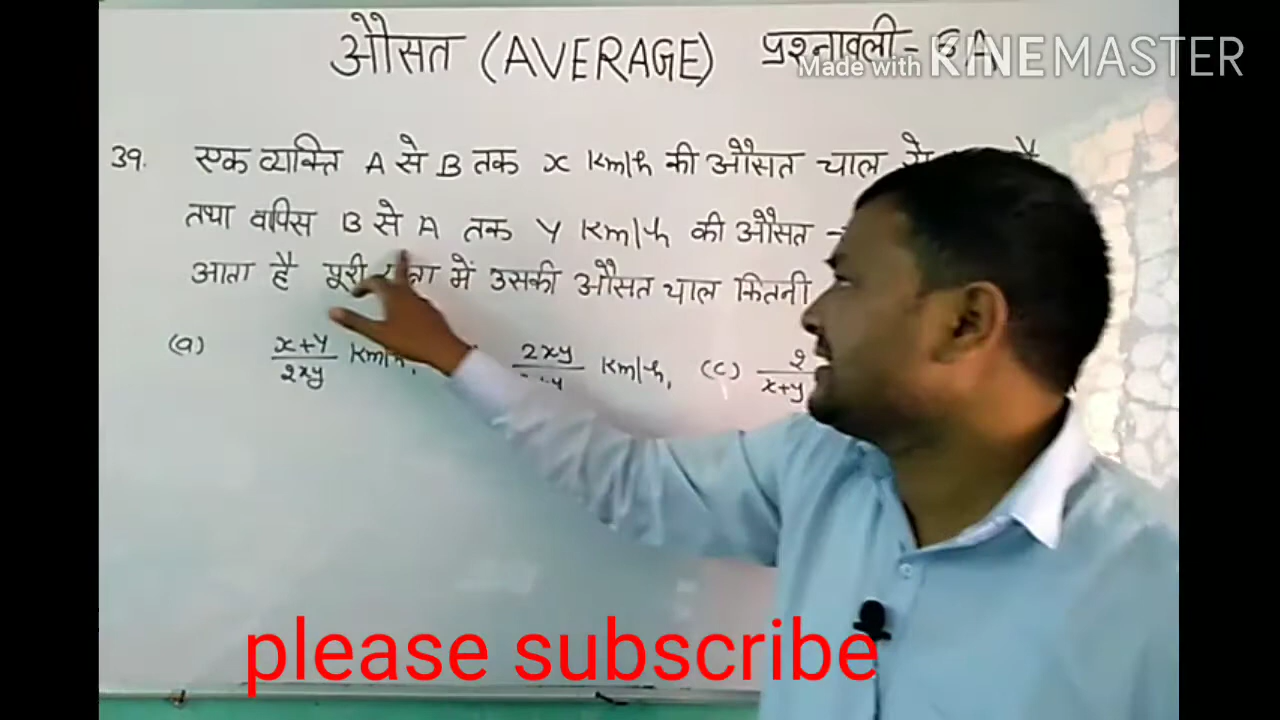 औसत (AVERAGE) प्रश्नावली - 6A
Made with KINEMASTER
39. एक व्यक्ति A से B तक x Km/h की औसत चाल से
तथा वापिस B से A तक y Km/h की औसत
आता है पूरी में उसकी औसत चाल कितनी
(a) x+y/2xy Km/h, 2xy Km/h, (c) 2/x+y
please subscribe